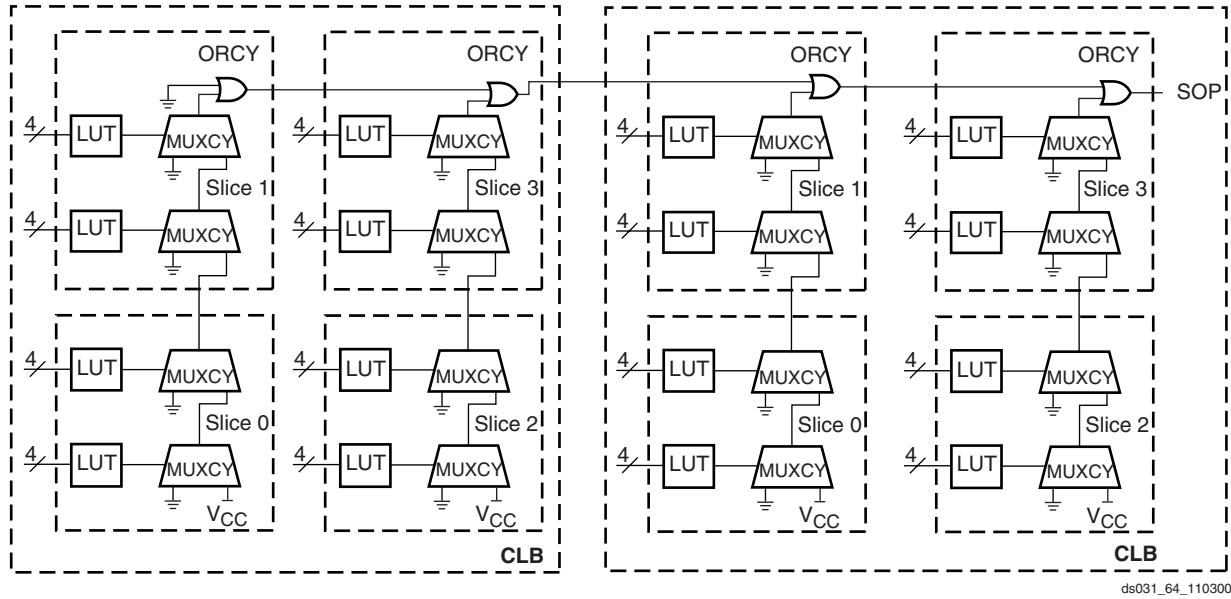 ORCY ORCY ORCY ORCY
SOP
4 LUT MUXCY 4 LUT MUXCY 4 LUT MUXCY 4 LUT MUXCY
Slice 1 Slice 3 Slice 1 Slice 3
4 LUT MUXCY 4 LUT MUXCY 4 LUT MUXCY 4 LUT MUXCY
4 LUT MUXCY 4 LUT MUXCY 4 LUT MUXCY 4 LUT MUXCY
Slice 0 Slice 2 Slice 0 Slice 2
4 LUT MUXCY 4 LUT MUXCY 4 LUT MUXCY 4 LUT MUXCY
VCC VCC VCC VCC
CLB CLB
ds031_64_110300